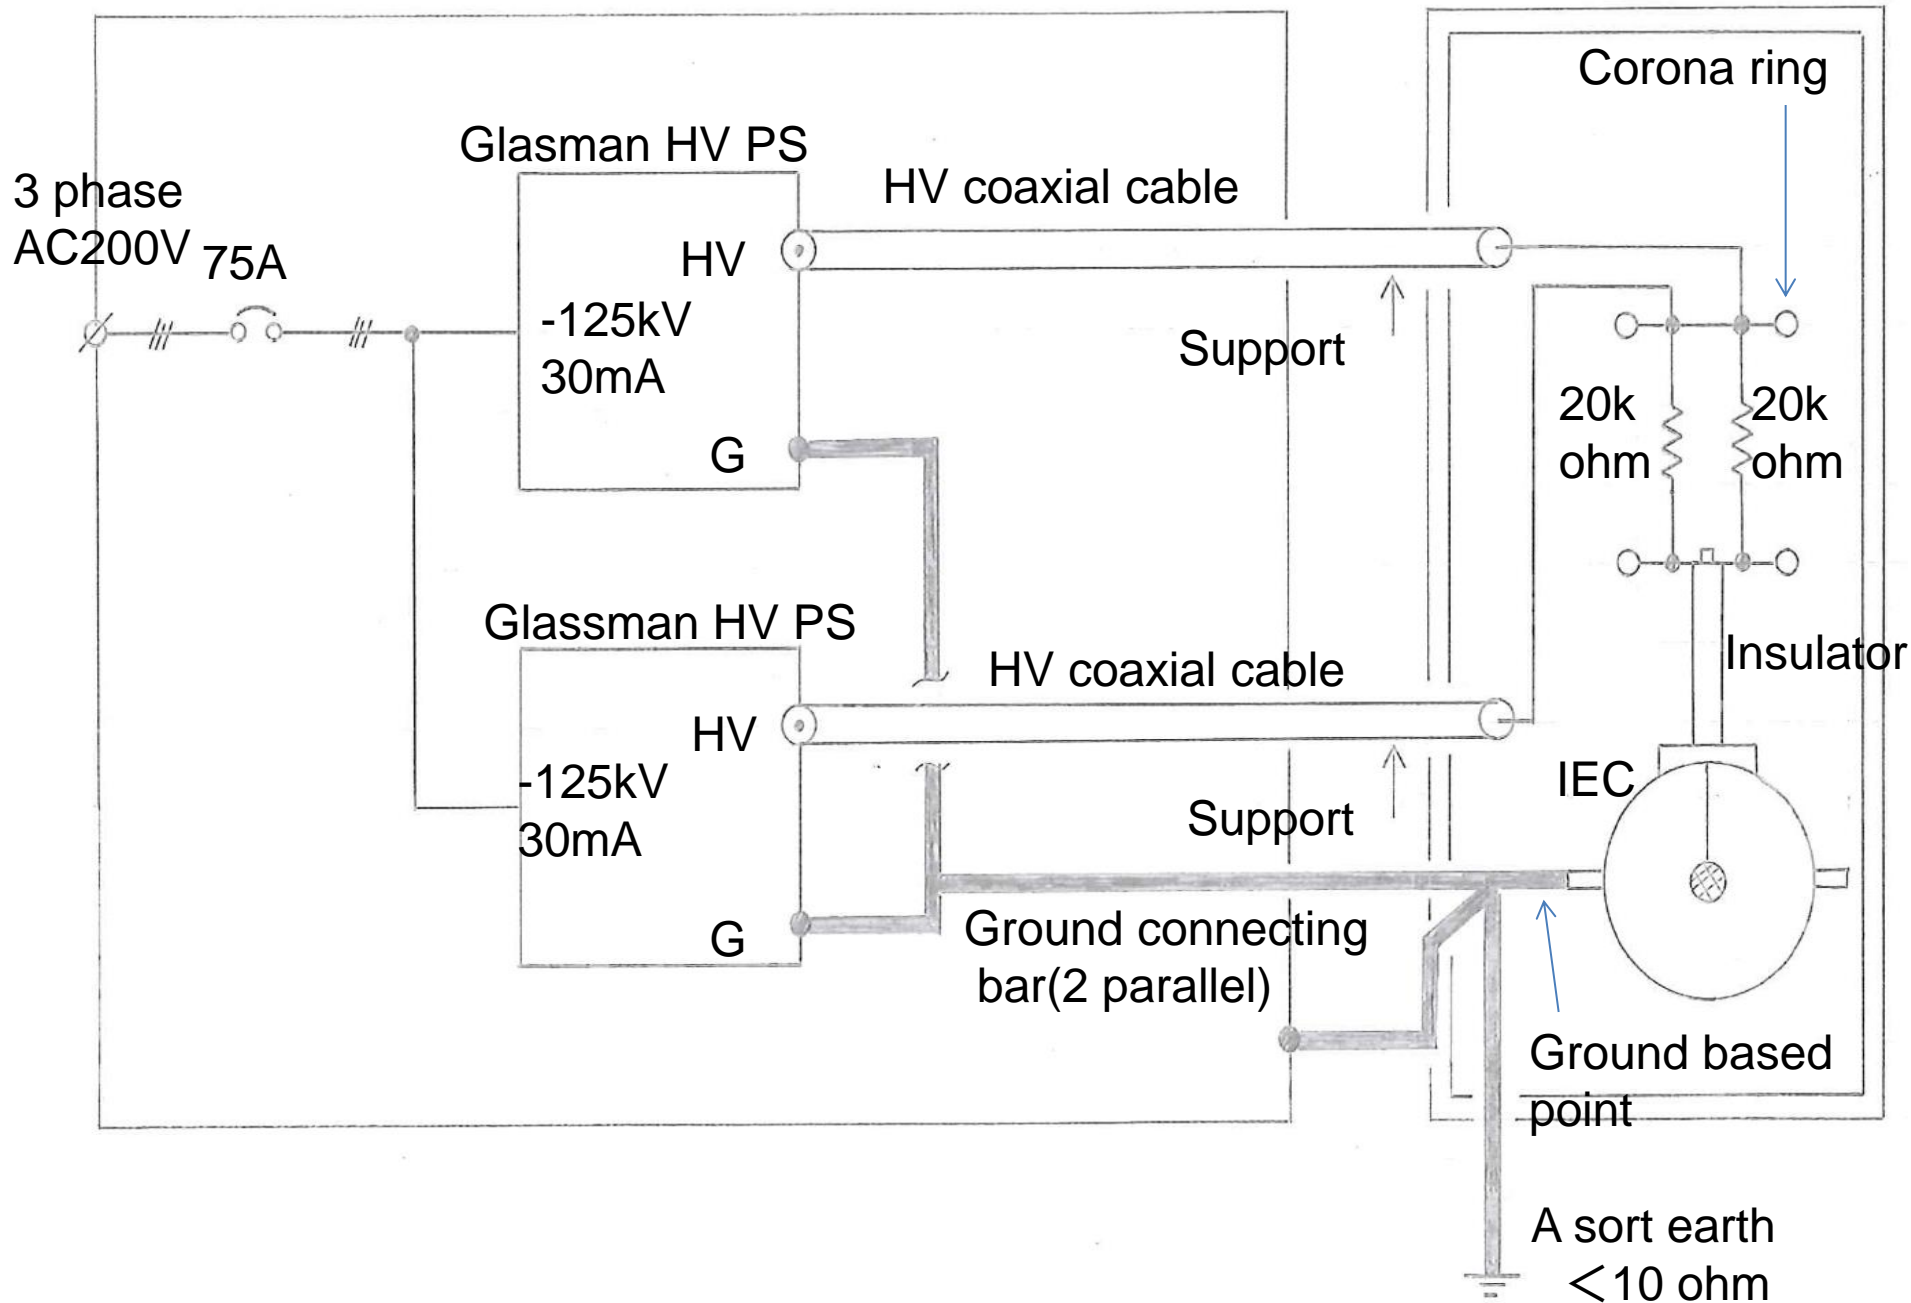 Corona ring
Glasman HV PS
HV coaxial cable
3 phase
AC200V
75A
HV
-125kV
30mA
Support
G
20k
ohm
20k
ohm
Glassman HV PS
HV coaxial cable
Insulator
HV
-125kV
30mA
IEC
Support
G
Ground connecting
bar(2 parallel)
Ground based
point
A sort earth
<10 ohm